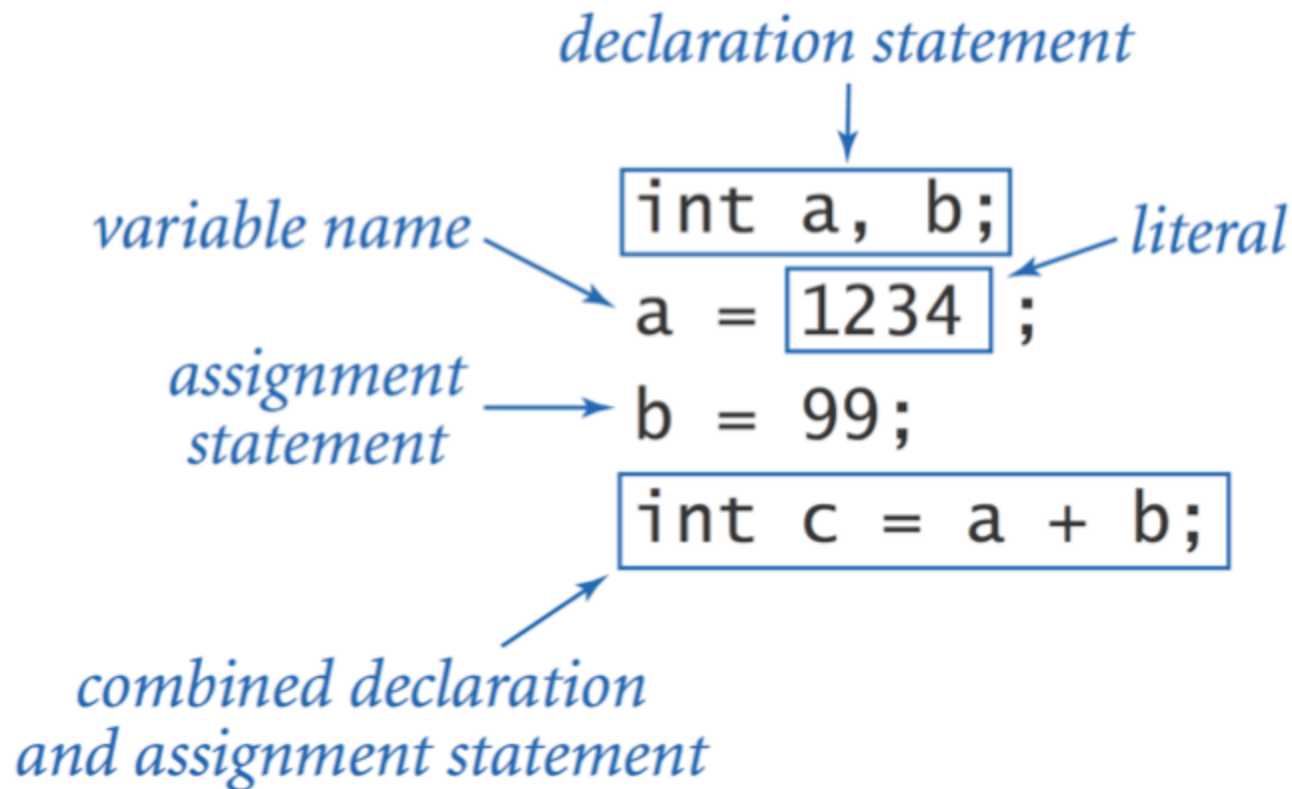 declaration statement
int a, b;
variable name
literal
a = 1234 ;
assignment
statement
b = 99;
int c = a + b;
combined declaration
and assignment statement